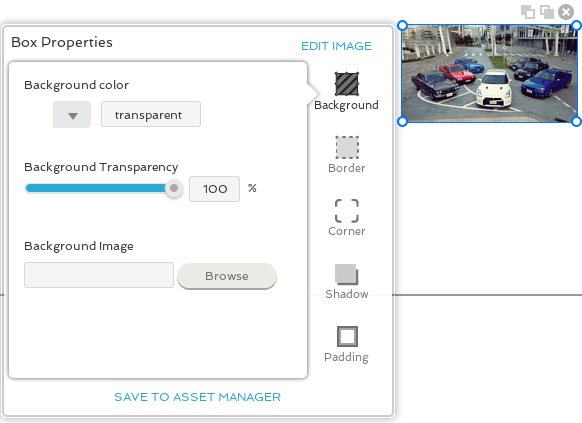 Box Properties
EDIT IMAGE
Background color
transparent
Background Transparency
100 %
Background Image
Browse
Background
Border
Corner
Shadow
Padding
SAVE TO ASSET MANAGER